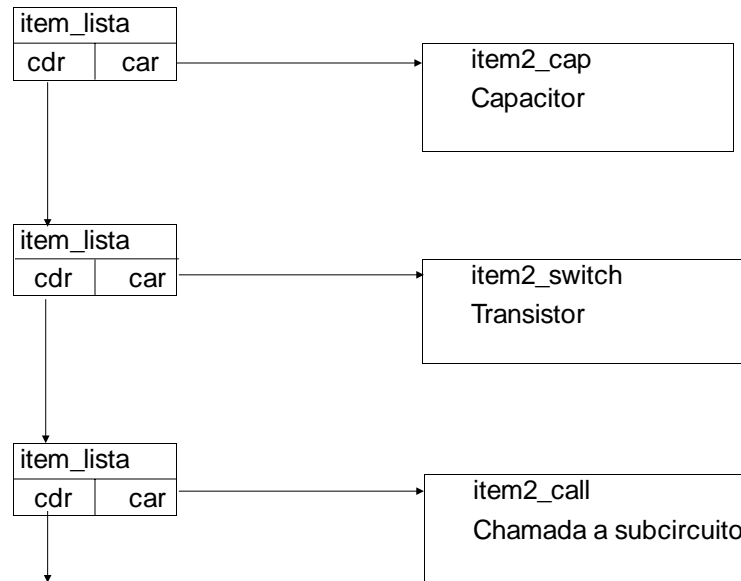 item_lista
cdr car
item2_cap
Capacitor
item_lista
cdr car
item2_switch
Transistor
item_lista
cdr car
item2_call
Chamada a subcircuito